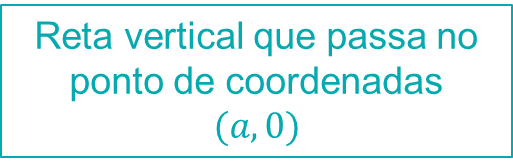 Reta vertical que passa no
ponto de coordenadas
(𝑎, 0)